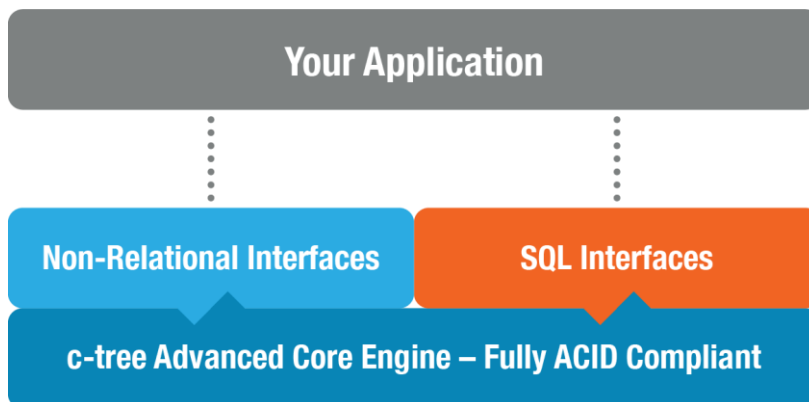 Your Application
Non-Relational Interfaces
SQL Interfaces
c-tree Advanced Core Engine – Fully ACID Compliant